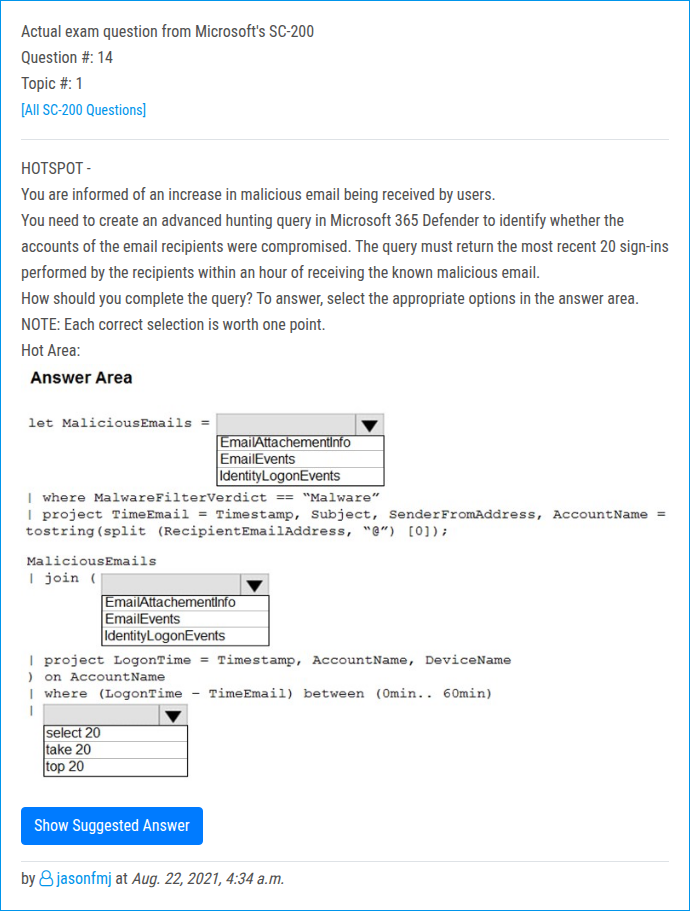 Actual exam question from Microsoft's SC-200
Question #: 14
Topic #: 1
[All SC-200 Questions]
HOTSPOT -
You are informed of an increase in malicious email being received by users.
You need to create an advanced hunting query in Microsoft 365 Defender to identify whether the
accounts of the email recipients were compromised. The query must return the most recent 20 sign-ins
performed by the recipients within an hour of receiving the known malicious email.
How should you complete the query? To answer, select the appropriate options in the answer area.
NOTE: Each correct selection is worth one point.
Hot Area:
Answer Area
let MaliciousEmails =
EmailAttachementInfo
EmailEvents
IdentityLogonEvents
| where MalwareFilterVerdict == “Malware”
| project TimeEmail = Timestamp, Subject, SenderFromAddress, AccountName =
tostring(split (RecipientEmailAddress, “@”) [0]);
MaliciousEmails
| join (
EmailAttachementInfo
EmailEvents
IdentityLogonEvents
| project LogonTime = Timestamp, AccountName, DeviceName
) on AccountName
| where (LogonTime − TimeEmail) between (0min.. 60min)
|
select 20
take 20
top 20
Show Suggested Answer
by jasonfmj at Aug. 22, 2021, 4:34 a.m.